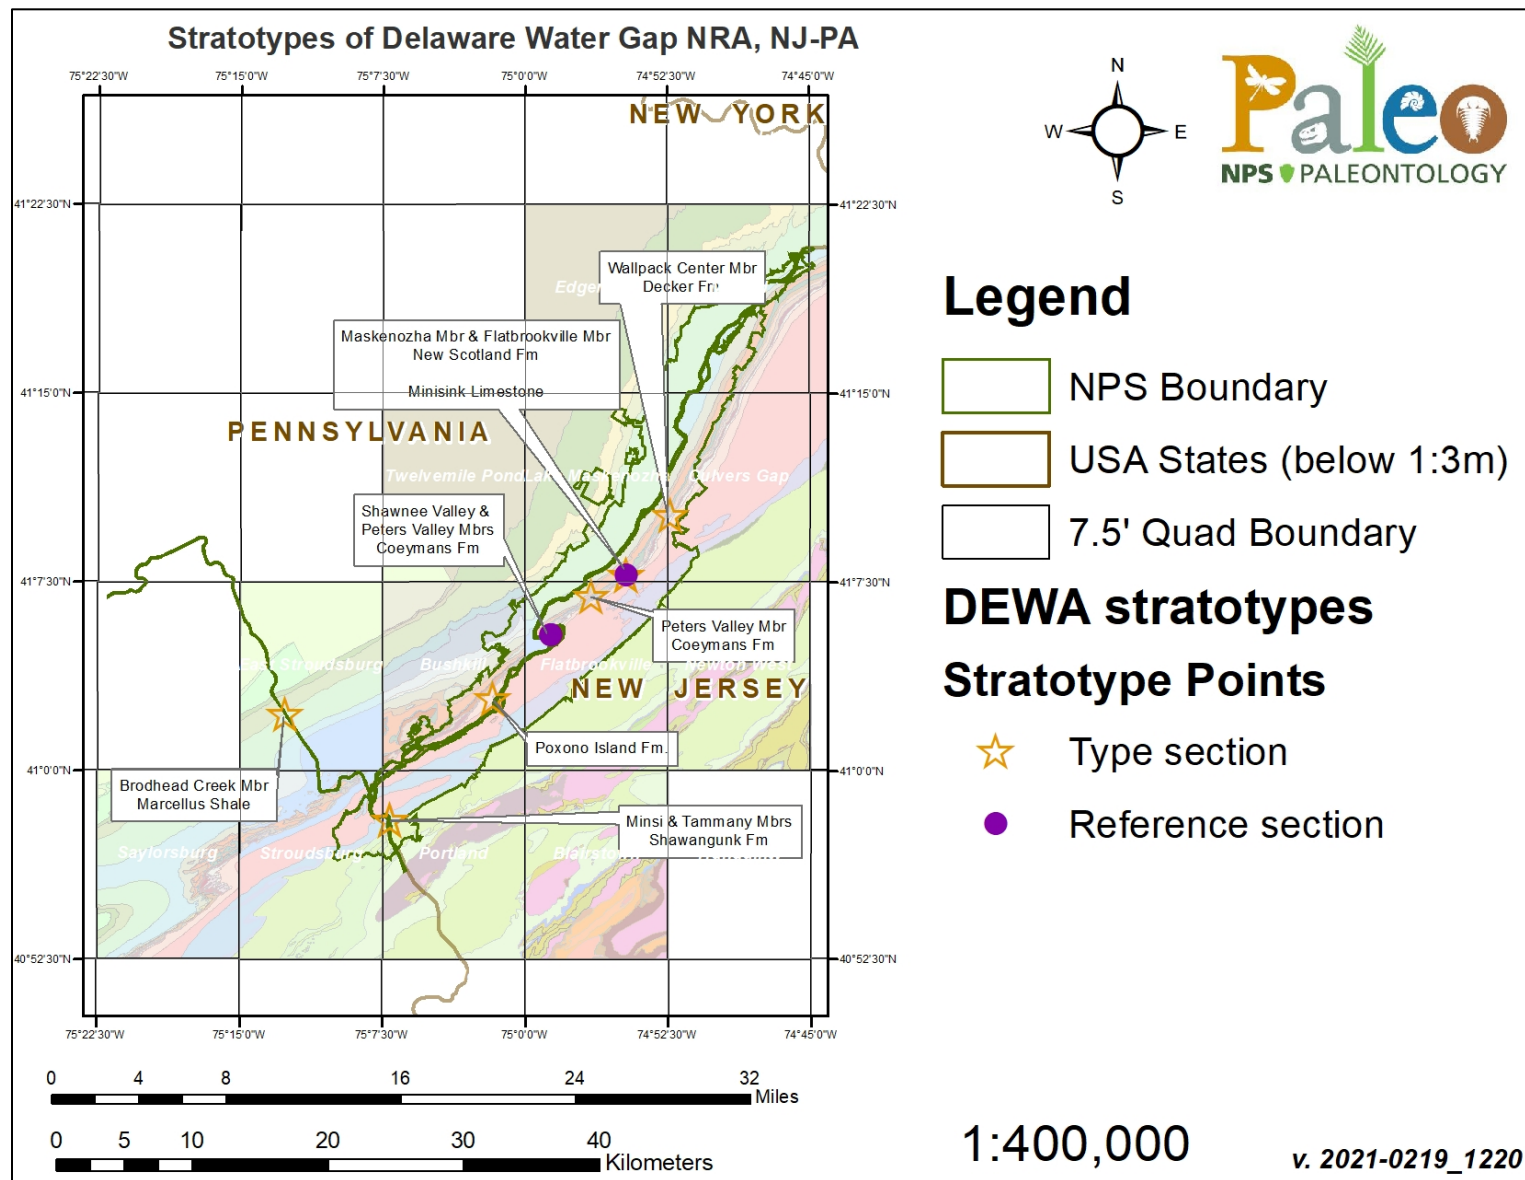 Stratotypes of Delaware Water Gap NRA, NJ-PA
75°22'30"W 75°15'0"W 75°7'30"W 75°0'0"W 74°52'30"W 74°45'0"W
NEW YORK
41°22'30"N 41°22'30"N
Wallpack Center Mbr
Decker Fm
Maskenozha Mbr & Flatbrookville Mbr
New Scotland Fm
Minisink Limestone
41°15'0"N 41°15'0"N
PENNSYLVANIA
Twelvemile Pond Maskenozha Culvers Gap
Shawnee Valley &
Peters Valley Mbrs
Coeymans Fm
41°7'30"N 41°7'30"N
Peters Valley Mbr
Coeymans Fm
East Stroudsburg Bushkill Flatbrookville Newton West
NEW JERSEY
Poxono Island Fm.
41°0'0"N 41°0'0"N
Brodhead Creek Mbr
Marcellus Shale
Minsi & Tammany Mbrs
Shawangunk Fm
Saylorsburg Stroudsburg Portland Blairstown
40°52'30"N 40°52'30"N
75°22'30"W 75°15'0"W 75°7'30"W 75°0'0"W 74°52'30"W 74°45'0"W
0 4 8 16 24 32
Miles
0 5 10 20 30 40
Kilometers
N
W E
S
Paleo
NPS PALEONTOLOGY
Legend
NPS Boundary
USA States (below 1:3m)
7.5' Quad Boundary
DEWA stratotypes
Stratotype Points
Type section
Reference section
1:400,000
v. 2021-0219_1220